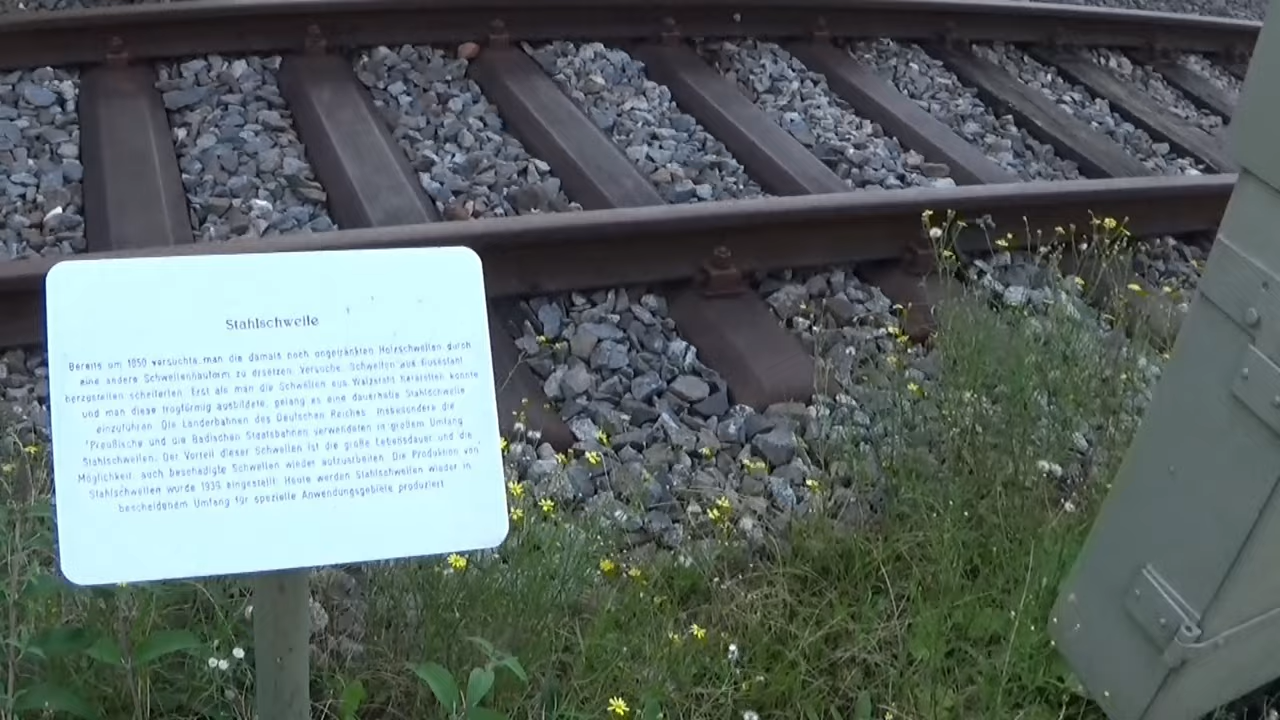 Stahlschwelle
Bereits um 1850 versuchte man die damals noch ungetränkten Holzschwellen durch
eine andere Schwellenbauform zu ersetzen. Versuche, Schwellen aus Gusestahl
herzustellen scheiterten. Erst als man die Schwellen aus Walzstahl herstellen konnte
und man diese trogförmig ausbildete, gelang es eine dauerhafte Stahlschwelle
einzuführen. Die Länderbahnen des Deutschen Reiches, insbesondere die
Preußische und die Badischen Staatsbahnen verwendeten in großem Umfang
Stahlschwellen. Der Vorteil dieser Schwellen ist die große Lebensdauer und die
Möglichkeit, auch beschädigte Schwellen wieder aufzuarbeiten. Die Produktion von
Stahlschwellen wurde 1939 eingestellt. Heute werden Stahlschwellen wieder in
bescheidenem Umfang für spezielle Anwendungsgebiete produziert